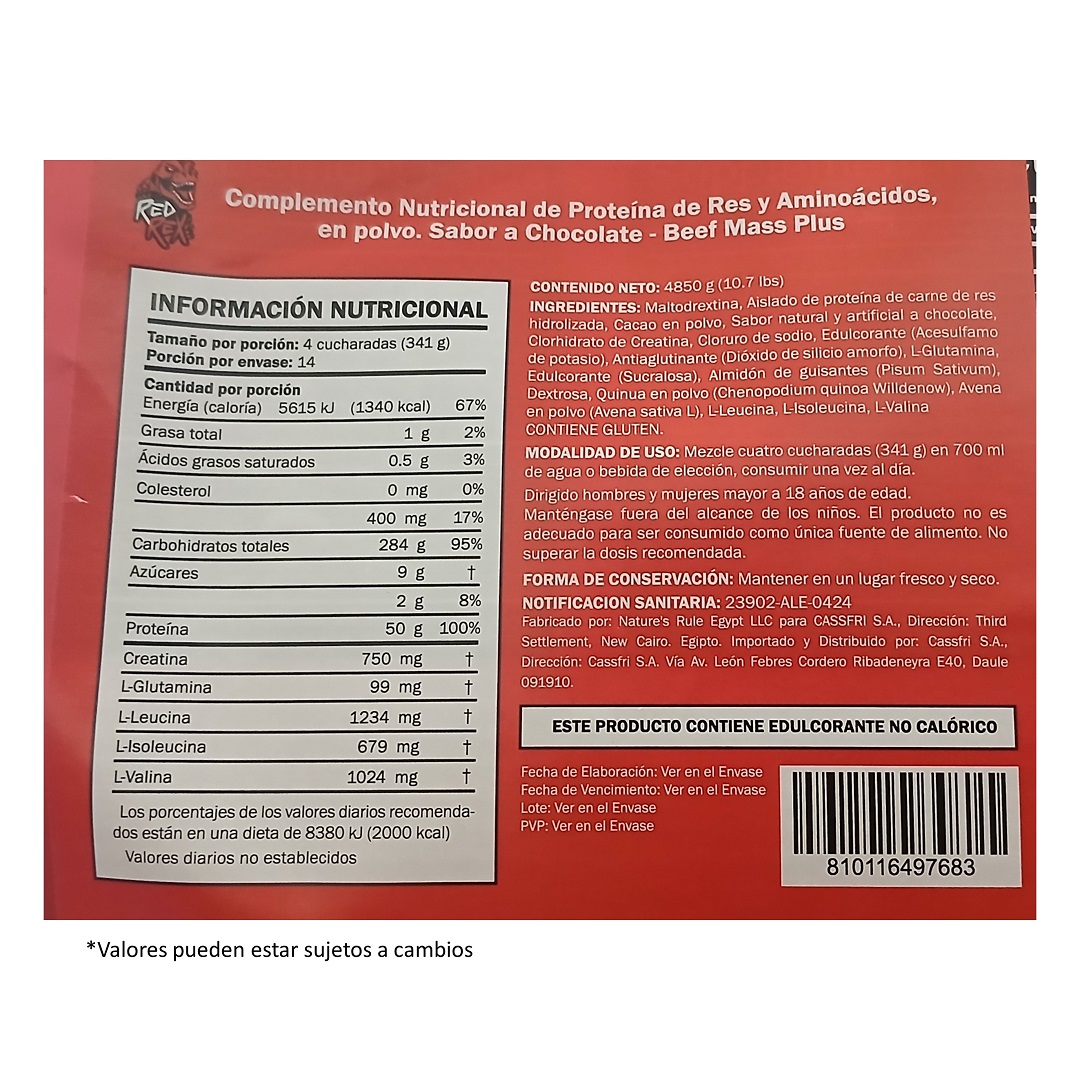 RED
REX
Complemento Nutricional de Proteína de Res y Aminoácidos,
en polvo. Sabor a Chocolate - Beef Mass Plus
INFORMACIÓN NUTRICIONAL
Tamaño por porción: 4 cucharadas (341 g)
Porción por envase: 14
Cantidad por porción
Energía (caloría) 5615 kJ (1340 kcal) 67%
Grasa total 1 g 2%
Ácidos grasos saturados 0.5 g 3%
Colesterol 0 mg 0%
400 mg 17%
Carbohidratos totales 284 g 95%
Azúcares 9 g †
2 g 8%
Proteína 50 g 100%
Creatina 750 mg †
L-Glutamina 99 mg †
L-Leucina 1234 mg †
L-Isoleucina 679 mg †
L-Valina 1024 mg †
Los porcentajes de los valores diarios recomenda-
dos están en una dieta de 8380 kJ (2000 kcal)
Valores diarios no establecidos
CONTENIDO NETO: 4850 g (10.7 lbs)
INGREDIENTES: Maltodrextina, Aislado de proteína de carne de res
hidrolizada, Cacao en polvo, Sabor natural y artificial a chocolate,
Clorhidrato de Creatina, Cloruro de sodio, Edulcorante (Acesulfamo
de potasio), Antiaglutinante (Dióxido de silicio amorfo), L-Glutamina,
Edulcorante (Sucralosa), Almidón de guisantes (Pisum Sativum),
Dextrosa, Quinua en polvo (Chenopodium quinoa Willdenow), Avena
en polvo (Avena sativa L), L-Leucina, L-Isoleucina, L-Valina
CONTIENE GLUTEN.
MODALIDAD DE USO: Mezcle cuatro cucharadas (341 g) en 700 ml
de agua o bebida de elección, consumir una vez al día.
Dirigido hombres y mujeres mayor a 18 años de edad.
Manténgase fuera del alcance de los niños. El producto no es
adecuado para ser consumido como única fuente de alimento. No
superar la dosis recomendada.
FORMA DE CONSERVACIÓN: Mantener en un lugar fresco y seco.
NOTIFICACION SANITARIA: 23902-ALE-0424
Fabricado por: Nature's Rule Egypt LLC para CASSFRI S.A., Dirección: Third
Settlement, New Cairo. Egipto. Importado y Distribuido por: Cassfri S.A.,
Dirección: Cassfri S.A. Vía Av. León Febres Cordero Ribadeneyra E40, Daule
091910.
ESTE PRODUCTO CONTIENE EDULCORANTE NO CALÓRICO
Fecha de Elaboración: Ver en el Envase
Fecha de Vencimiento: Ver en el Envase
Lote: Ver en el Envase
PVP: Ver en el Envase
810116497683
*Valores pueden estar sujetos a cambios